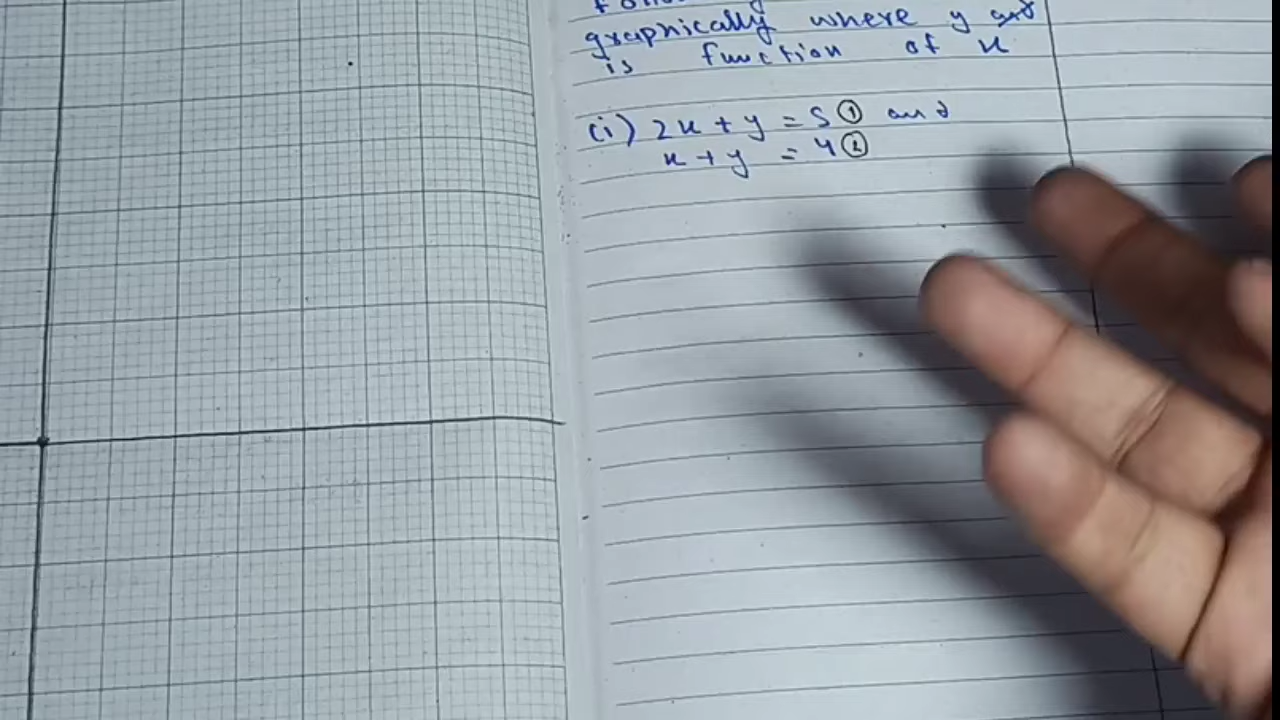 graphically where y
is function of x
(i) 2x + y = 5 ① and
x + y = 4 ②